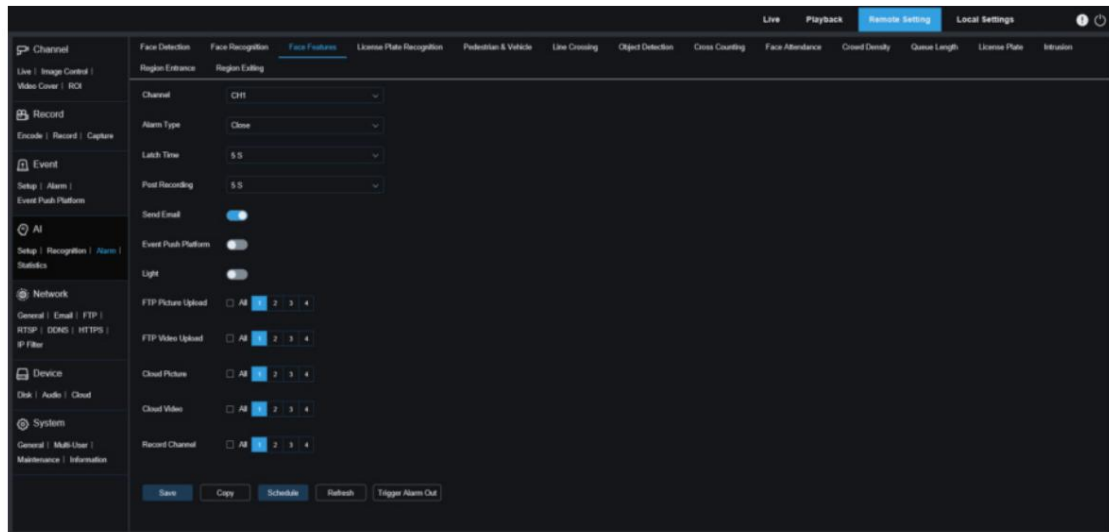 Live Playback Remote Setting Local Settings
Channel
Live | Image Control |
Video Cover | ROI
Record
Encode | Record | Capture
Event
Setup | Alarm |
Event Push Platform
AI
Setup | Recognition | Alarm |
Statistics
Network
General | Email | FTP |
RTSP | DDNS | HTTPS |
IP Filter
Device
Disk | Audio | Cloud
System
General | Multi-User |
Maintenance | Information
Face Detection Face Recognition Face Features License Plate Recognition Pedestrian & Vehicle Line Crossing Object Detection Cross Counting Face Attendance Crowd Density Queue Length License Plate Intrusion
Region Entrance Region Exiting
Channel CH1
Alarm Type Close
Latch Time 5 S
Post Recording 5 S
Send Email
Event Push Platform
Light
FTP Picture Upload All 1 2 3 4
FTP Video Upload All 1 2 3 4
Cloud Picture All 1 2 3 4
Cloud Video All 1 2 3 4
Record Channel All 1 2 3 4
Save Copy Schedule Refresh Trigger Alarm Out